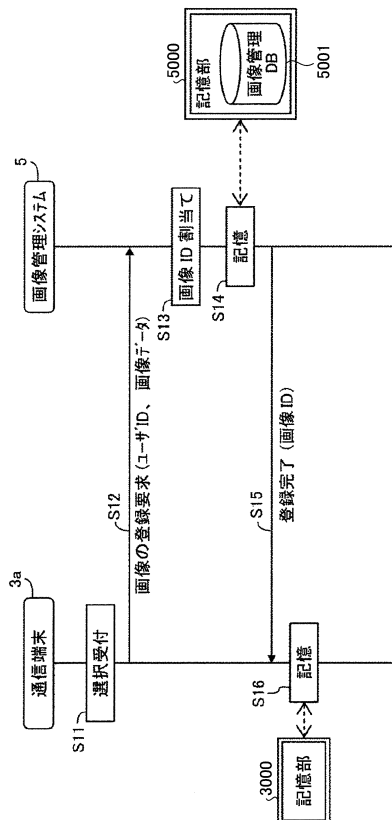 3a
通信端末
5
画像管理システム
S11
選択受付
S12
画像の登録要求(ユーザID、画像データ)
S13
画像ID割当て
S14
記憶
5000
記憶部
画像管理
DB
5001
S15
登録完了(画像ID)
S16
記憶
3000
記憶部